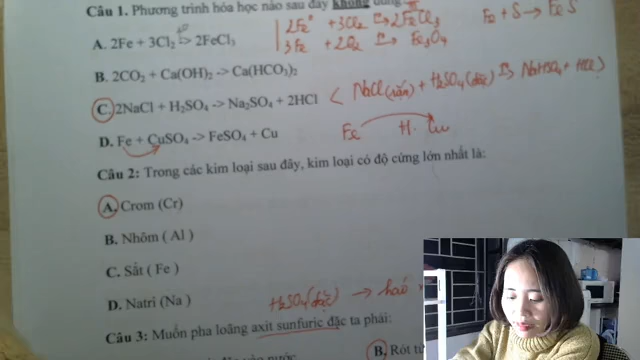 Câu 1. Phương trình hóa học nào sau đây không đúng:
A. 2Fe + 3Cl₂ -> 2FeCl₃
2Fe + 3Cl₂ → 2FeCl₃
3Fe + 2O₂ → Fe₃O₄
Fe + S → FeS
B. 2CO₂ + Ca(OH)₂ -> Ca(HCO₃)₂
C. 2NaCl + H₂SO₄ -> Na₂SO₄ + 2HCl
NaCl (rắn) + H₂SO₄ (đặc) → NaHSO₄ + HCl
D. Fe + CuSO₄ -> FeSO₄ + Cu
Fe H Cu
Câu 2: Trong các kim loại sau đây, kim loại có độ cứng lớn nhất là:
A. Crom (Cr)
B. Nhôm ( Al )
C. Sắt ( Fe )
D. Natri (Na )
H₂SO₄ (đặc) → háo
Câu 3: Muốn pha loãng axit sunfuric đặc ta phải:
B. Rót từ